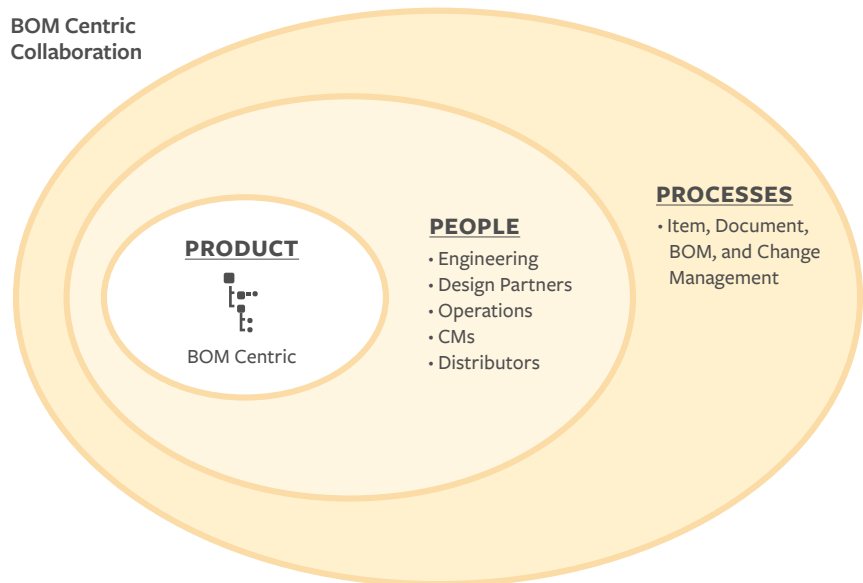 BOM Centric
Collaboration
PRODUCT
BOM Centric
PEOPLE
• Engineering
• Design Partners
• Operations
• CMs
• Distributors
PROCESSES
• Item, Document,
BOM, and Change
Management